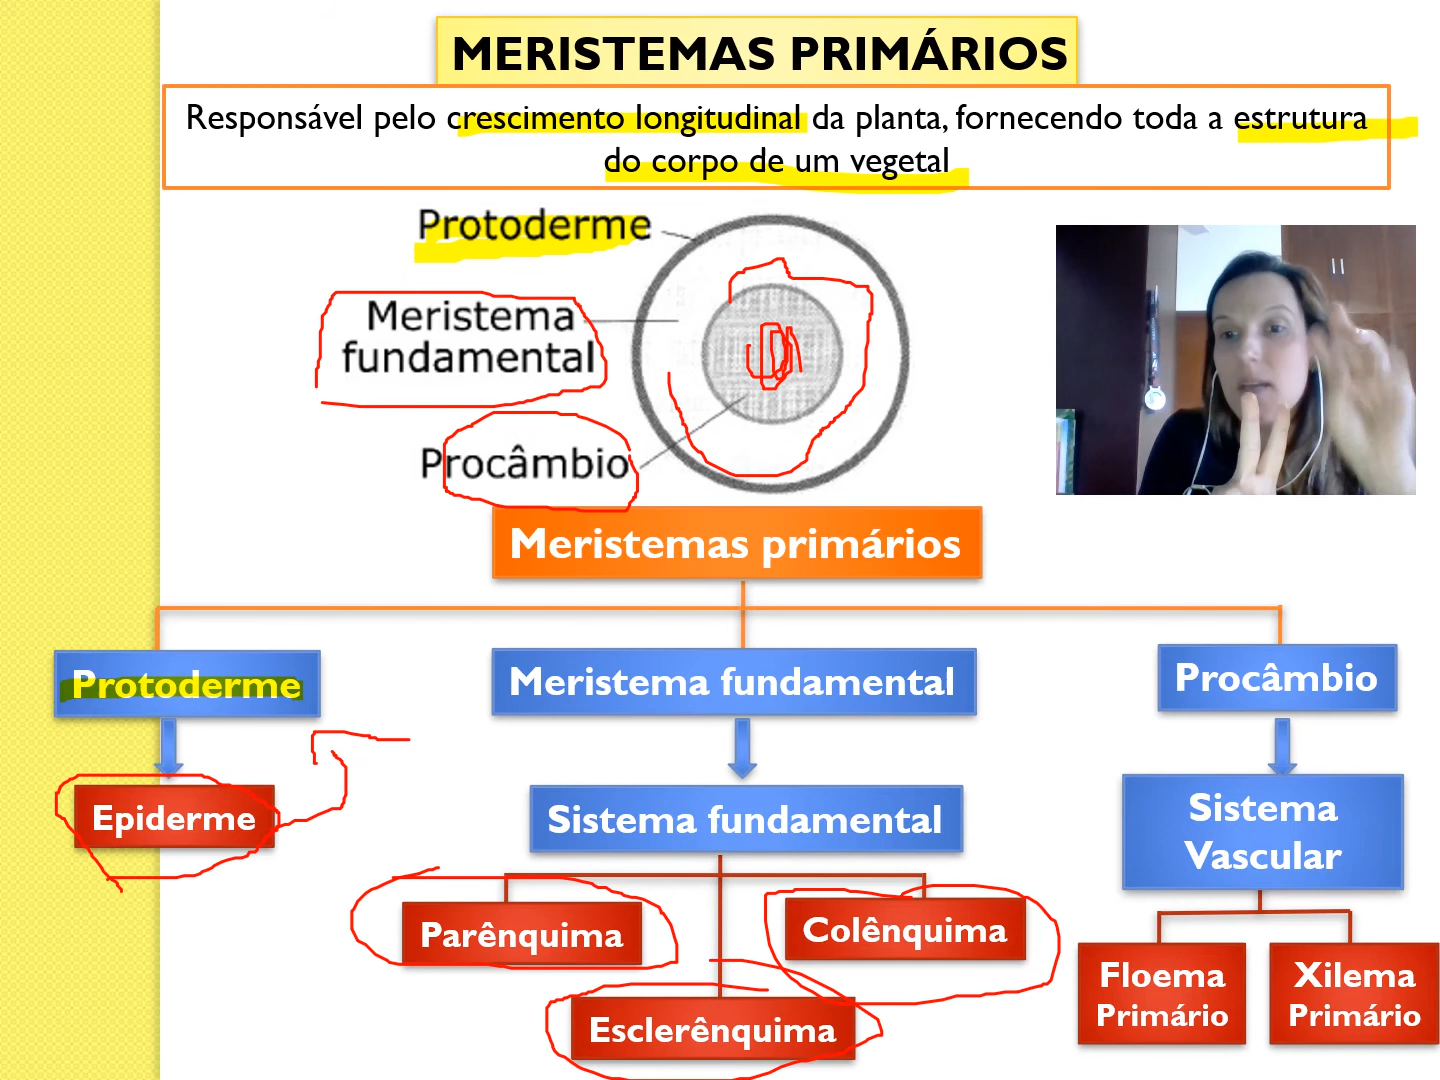 MERISTEMAS PRIMÁRIOS
Responsável pelo crescimento longitudinal da planta, fornecendo toda a estrutura
do corpo de um vegetal
Protoderme
Meristema
fundamental
Procâmbio
Meristemas primários
Protoderme
Meristema fundamental
Procâmbio
Epiderme
Sistema fundamental
Sistema
Vascular
Parênquima
Colênquima
Esclerênquima
Floema
Primário
Xilema
Primário